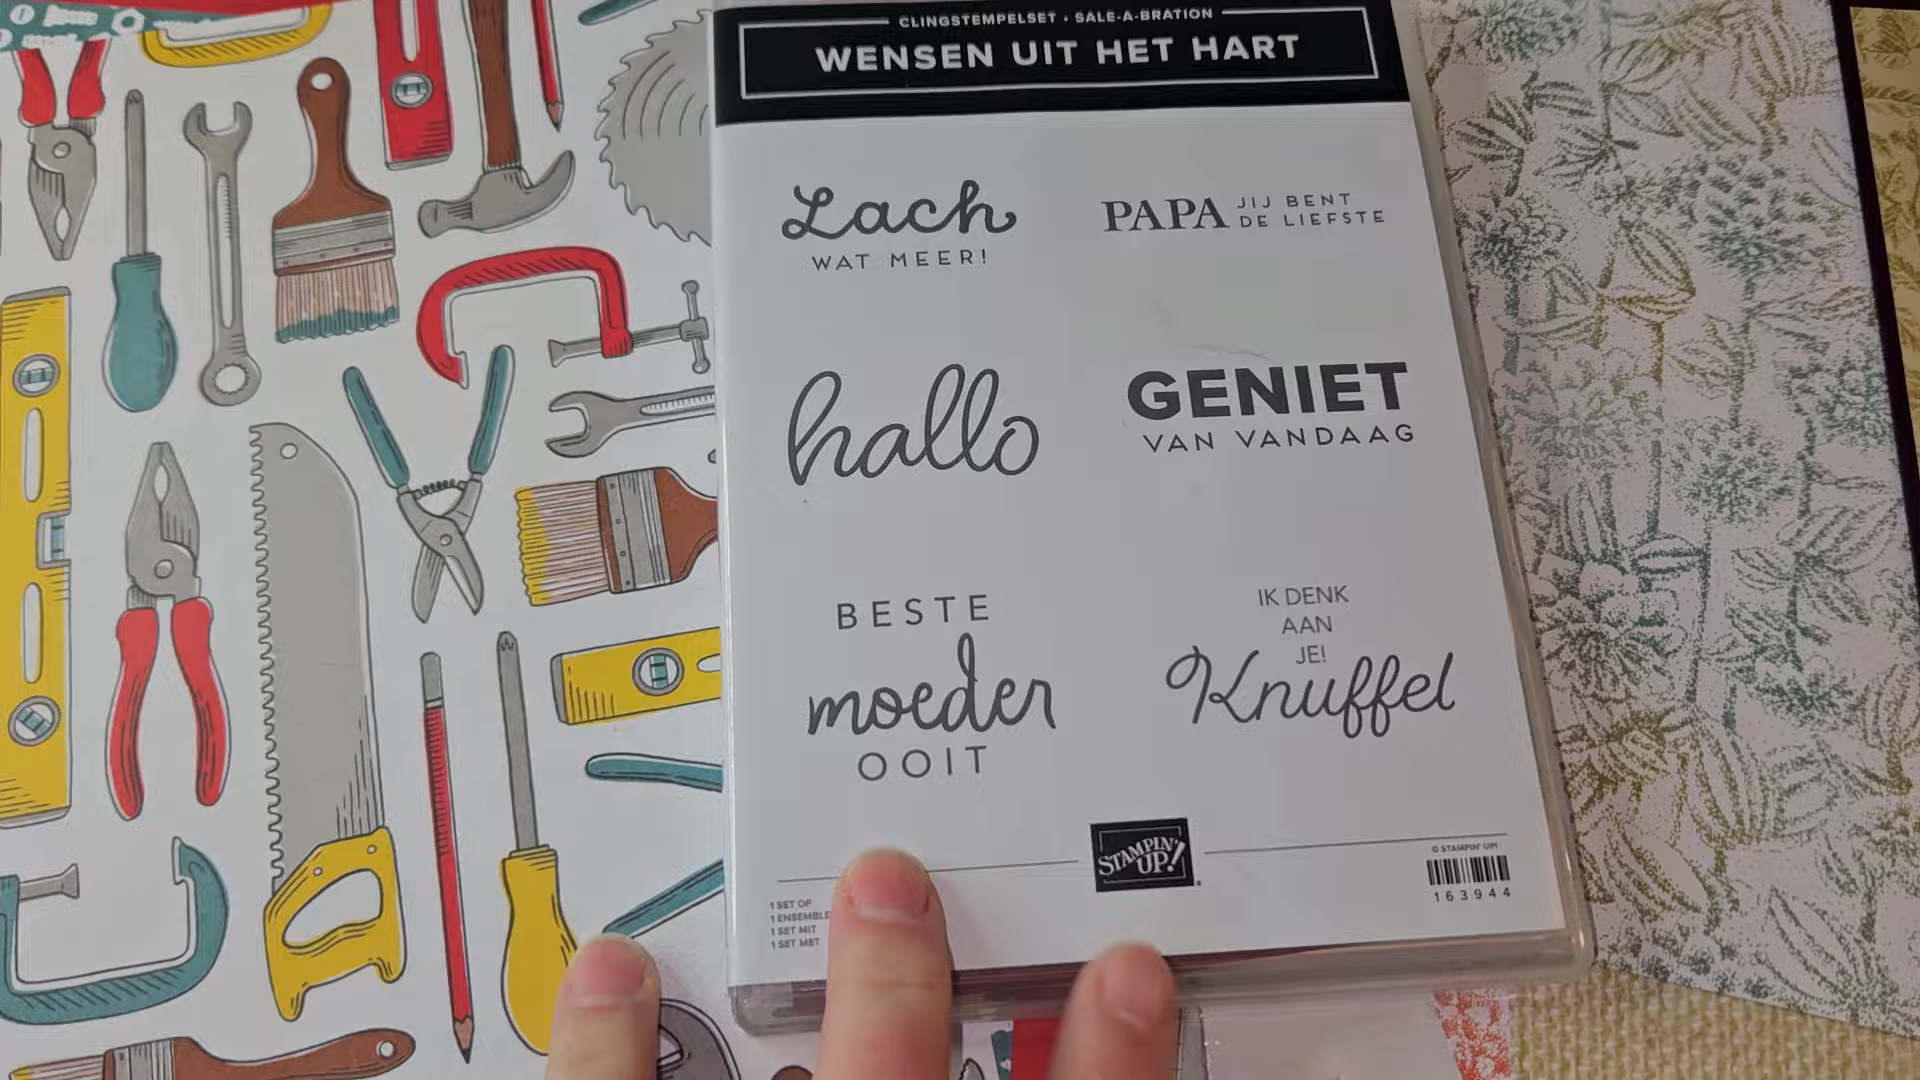 CLINGSTEMPELSET • SALE-A-BRATION
WENSEN UIT HET HART
Lach
WAT MEER!
PAPA JIJ BENT
DE LIEFSTE
hallo
GENIET
VAN VANDAAG
BESTE
moeder
OOIT
IK DENK
AAN
JE!
Knuffel
STAMPIN' UP!
© STAMPIN' UP!
163944
1 SET OF
1 ENSEMBLE
1 SET MIT
1 SET MET